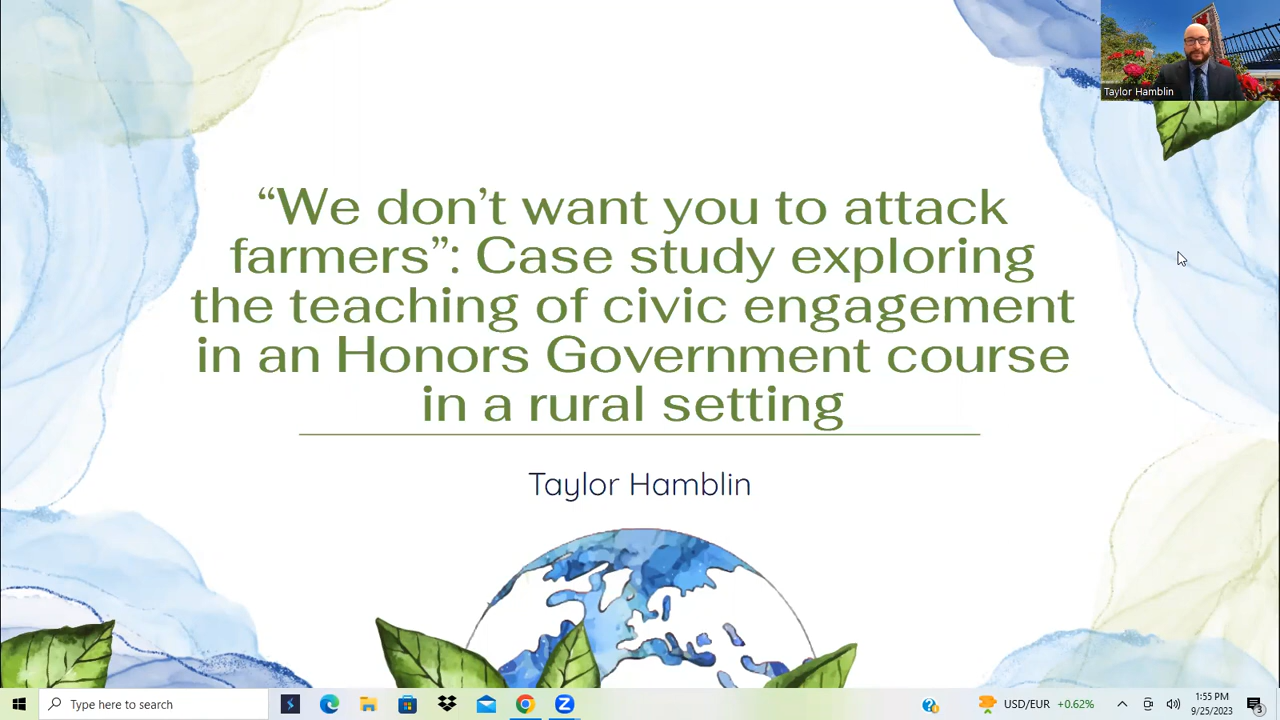 Taylor Hamblin
“We don’t want you to attack
farmers”: Case study exploring
the teaching of civic engagement
in an Honors Government course
in a rural setting
Taylor Hamblin
Type here to search
USD/EUR +0.62%
1:55 PM
9/25/2023
3